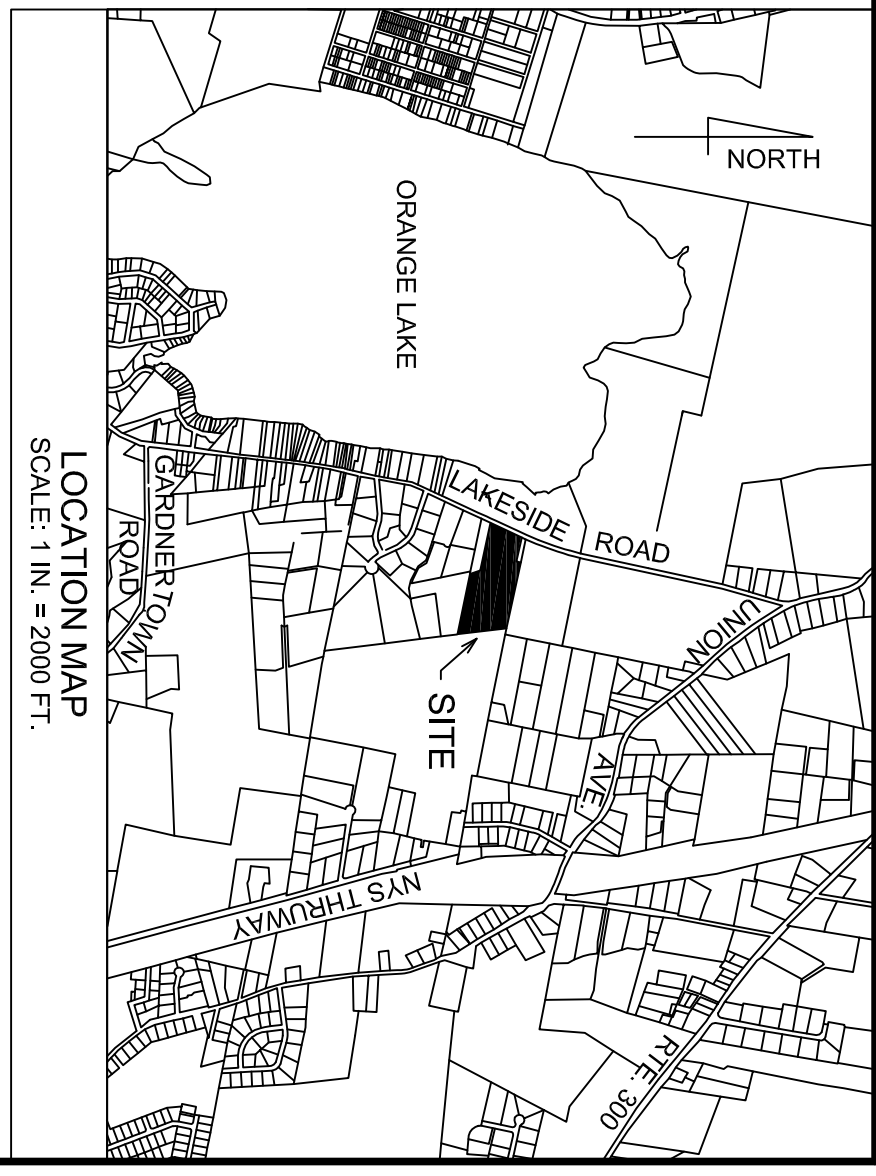 NORTH
ORANGE LAKE
LAKESIDE ROAD
UNION AVE.
SITE
GARDNERTOWN
ROAD
NYS THRUWAY
RTE. 300
LOCATION MAP
SCALE: 1 IN. = 2000 FT.